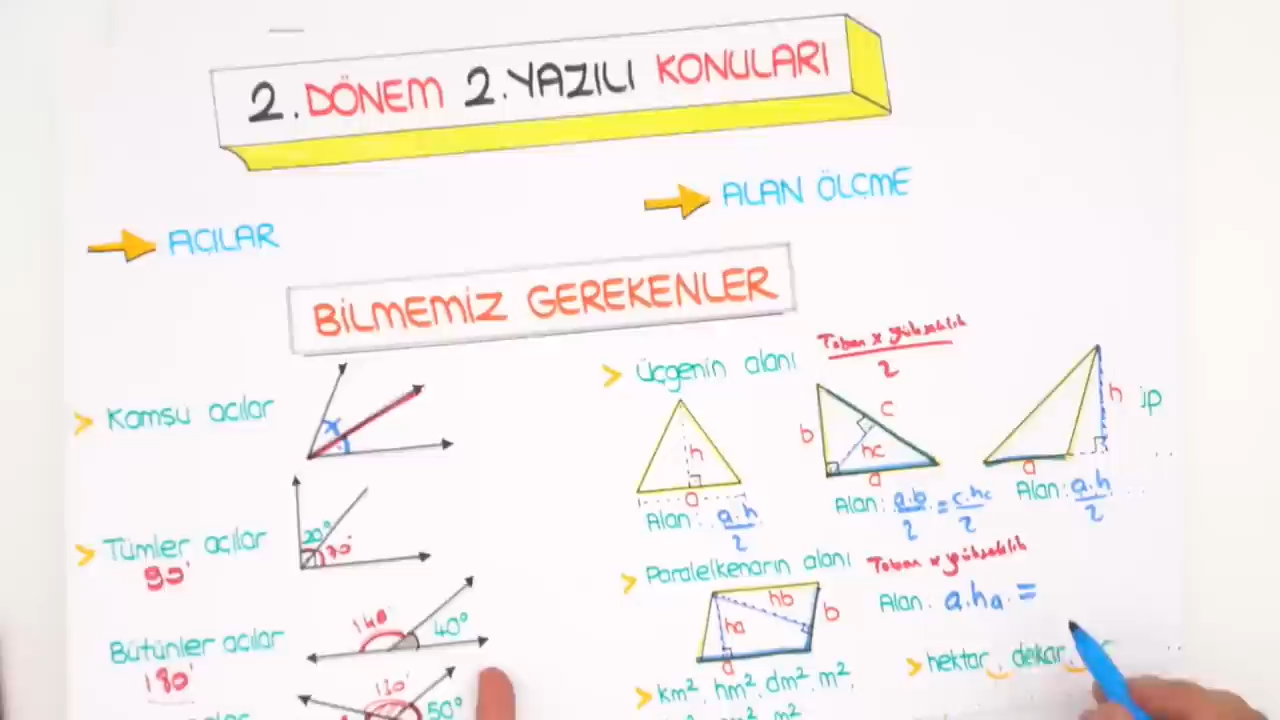 2. DÖNEM 2. YAZILI KONULARI
AÇILAR
ALAN ÖLÇME
BİLMEMİZ GEREKENLER
Komşu açılar
x
Tümler açılar
90°
20°
70°
Bütünler açılar
180°
140°
40°
130°
50°
Üçgenin alanı
Taban x yükseklik
2
h
a
Alan: a.h
2
b
c
hc
a
Alan: a.b = c.hc
2 2
h
a
Alan: a.h
2
ıp
Paralelkenarın alanı
Taban x yükseklik
hb
b
ha
a
Alan: a.ha =
km², hm², dm², m²
hektar, dekar,